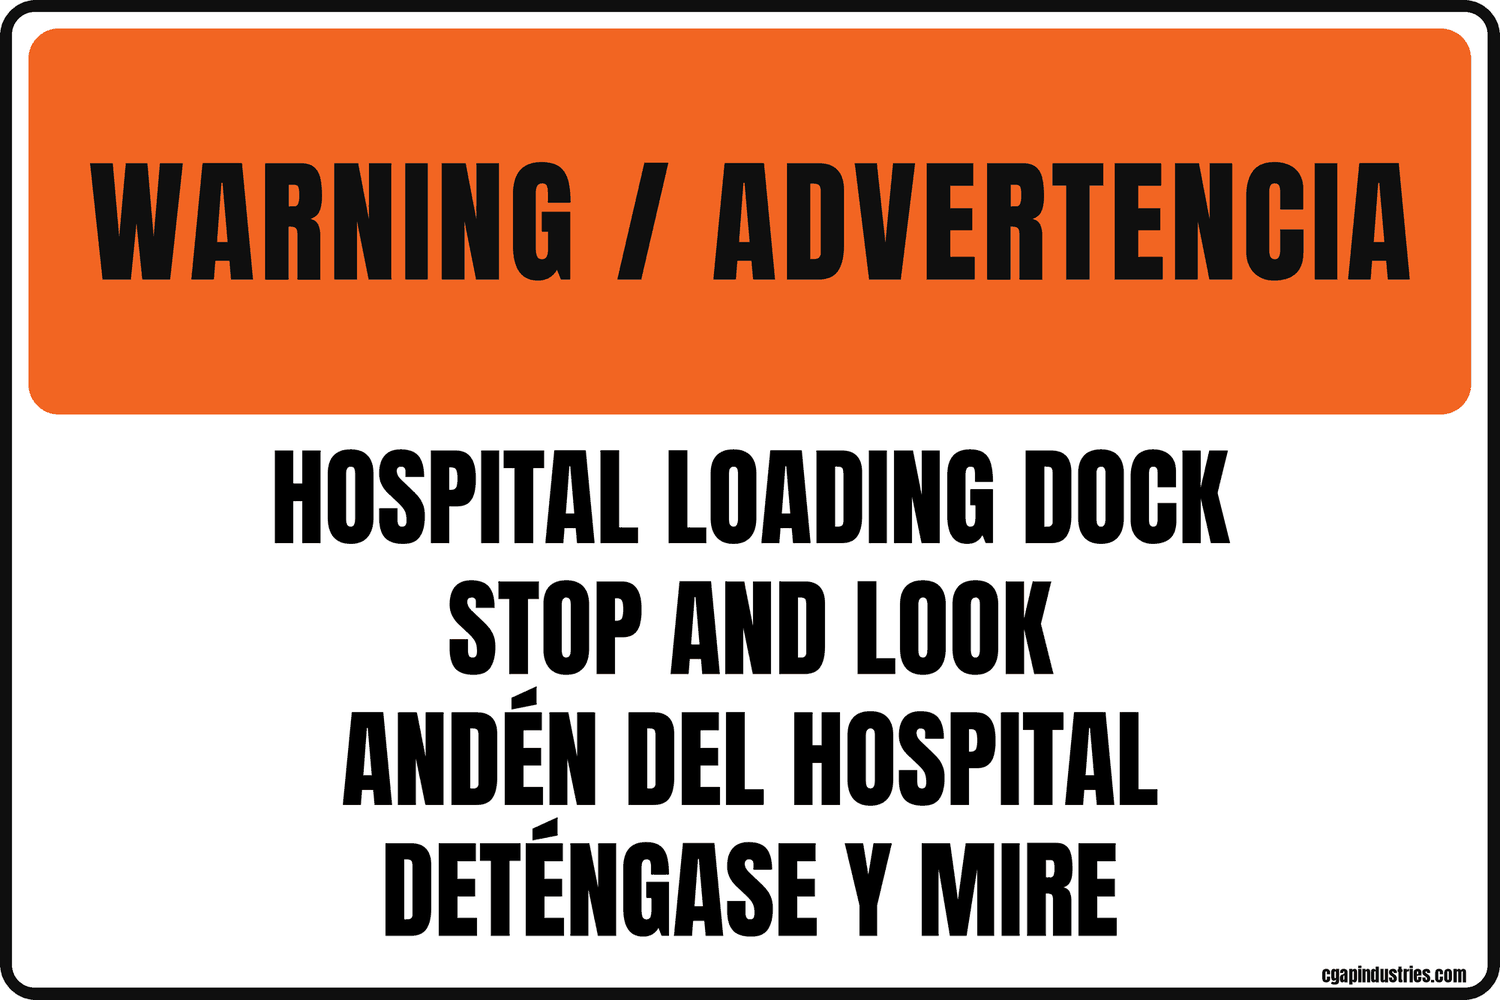 WARNING / ADVERTENCIA
HOSPITAL LOADING DOCK
STOP AND LOOK
ANDÉN DEL HOSPITAL
DETÉNGASE Y MIRE
cgapindustries.com